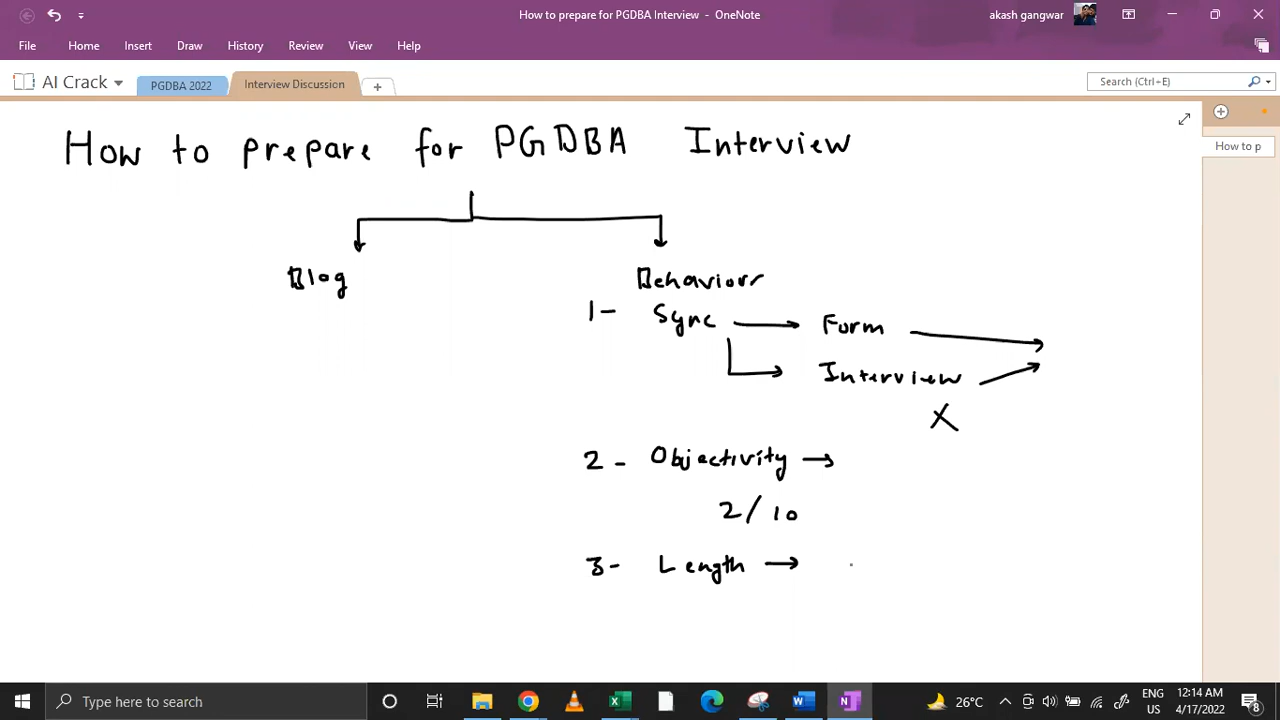 How to prepare for PGDBA Interview - OneNote
akash gangwar
File Home Insert Draw History Review View Help
AI Crack PGDBA 2022 Interview Discussion
Search (Ctrl+E)
How to prepare for PGDBA Interview
How to p
Blog Behaviorr
1- Sync Form
Interview
X
2- Objectivity
2/10
3- Length
Type here to search
26°C
ENG
IN
12:14 AM
4/17/2022
8